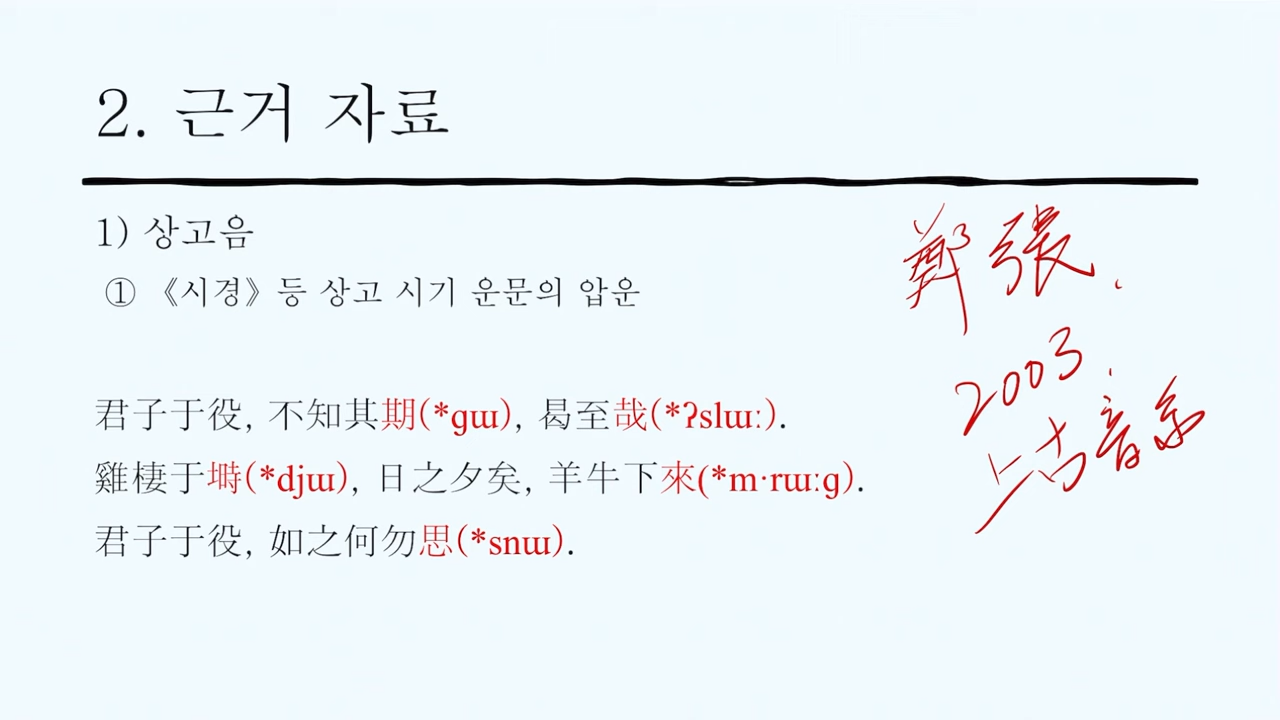 2. 근거 자료
1) 상고음
① 《시경》등 상고 시기 운문의 압운
君子于役, 不知其期(*ɡɯ), 曷至哉(*ʔslɯː).
雞棲于塒(*djɯ), 日之夕矣, 羊牛下來(*m·rɯːɡ).
君子于役, 如之何勿思(*snɯ).
鄭張.
2003.
上古音系